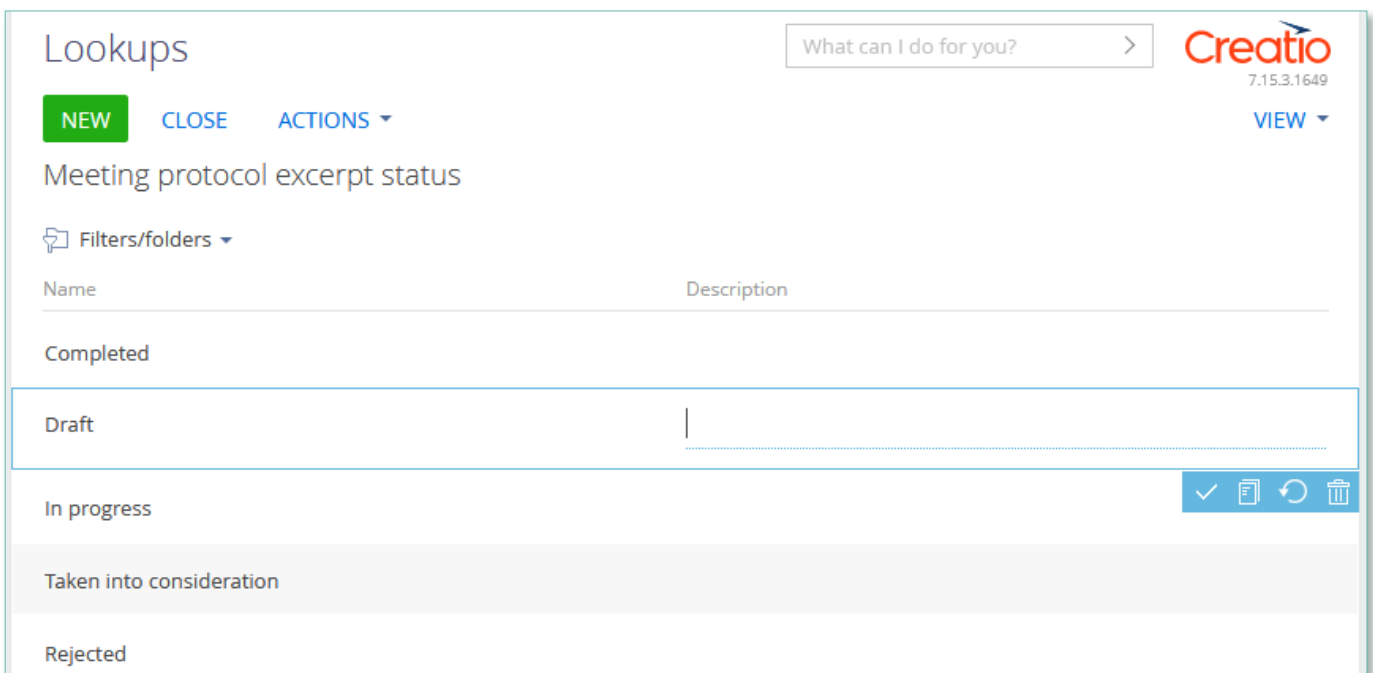 Lookups
What can I do for you?
Creatio
7.15.3.1649
NEW CLOSE ACTIONS VIEW
Meeting protocol excerpt status
Filters/folders
Name Description
Completed
Draft
In progress
Taken into consideration
Rejected